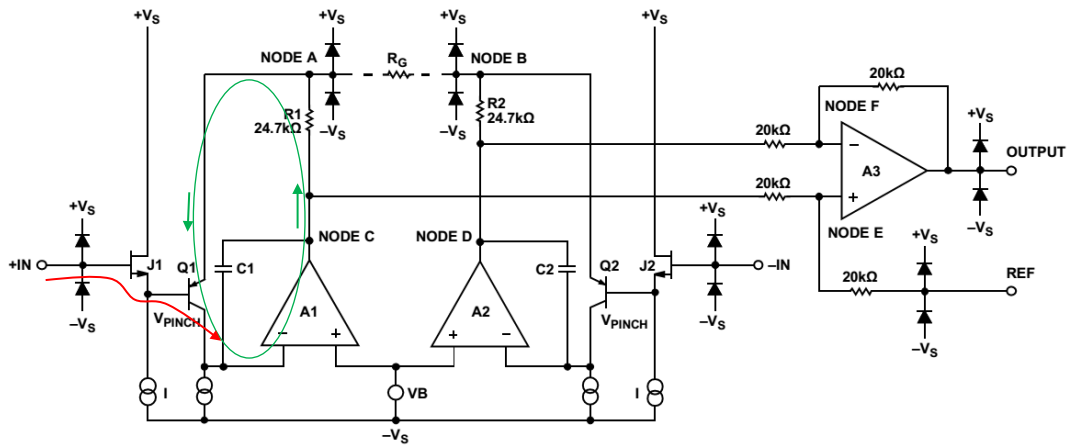 +VS
+VS
+VS
+VS
NODE A
RG
NODE B
R1
24.7kΩ
R2
24.7kΩ
–VS
–VS
20kΩ
NODE F
+VS
20kΩ
–
A3
OUTPUT
20kΩ
+
–VS
NODE E
+VS
+VS
+VS
NODE C
NODE D
+IN
J1
Q1
C1
C2
Q2
J2
–IN
20kΩ
REF
–VS
VPINCH
A1
A2
VPINCH
–VS
–VS
–
+
+
–
I
VB
I
–VS